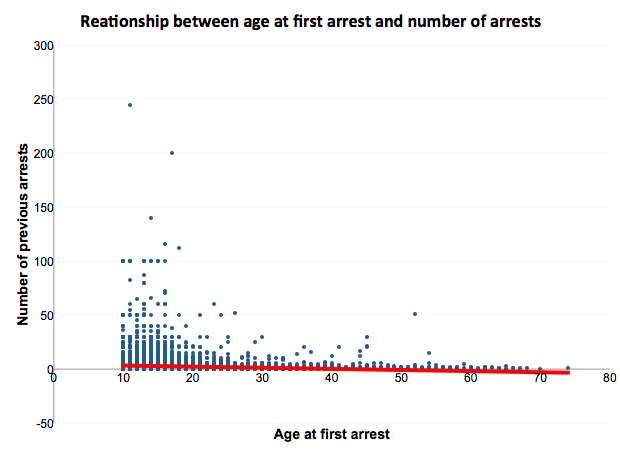 Reationship between age at first arrest and number of arrests
300
250
200
150
100
50
0
-50
Number of previous arrests
0 10 20 30 40 50 60 70 80
Age at first arrest